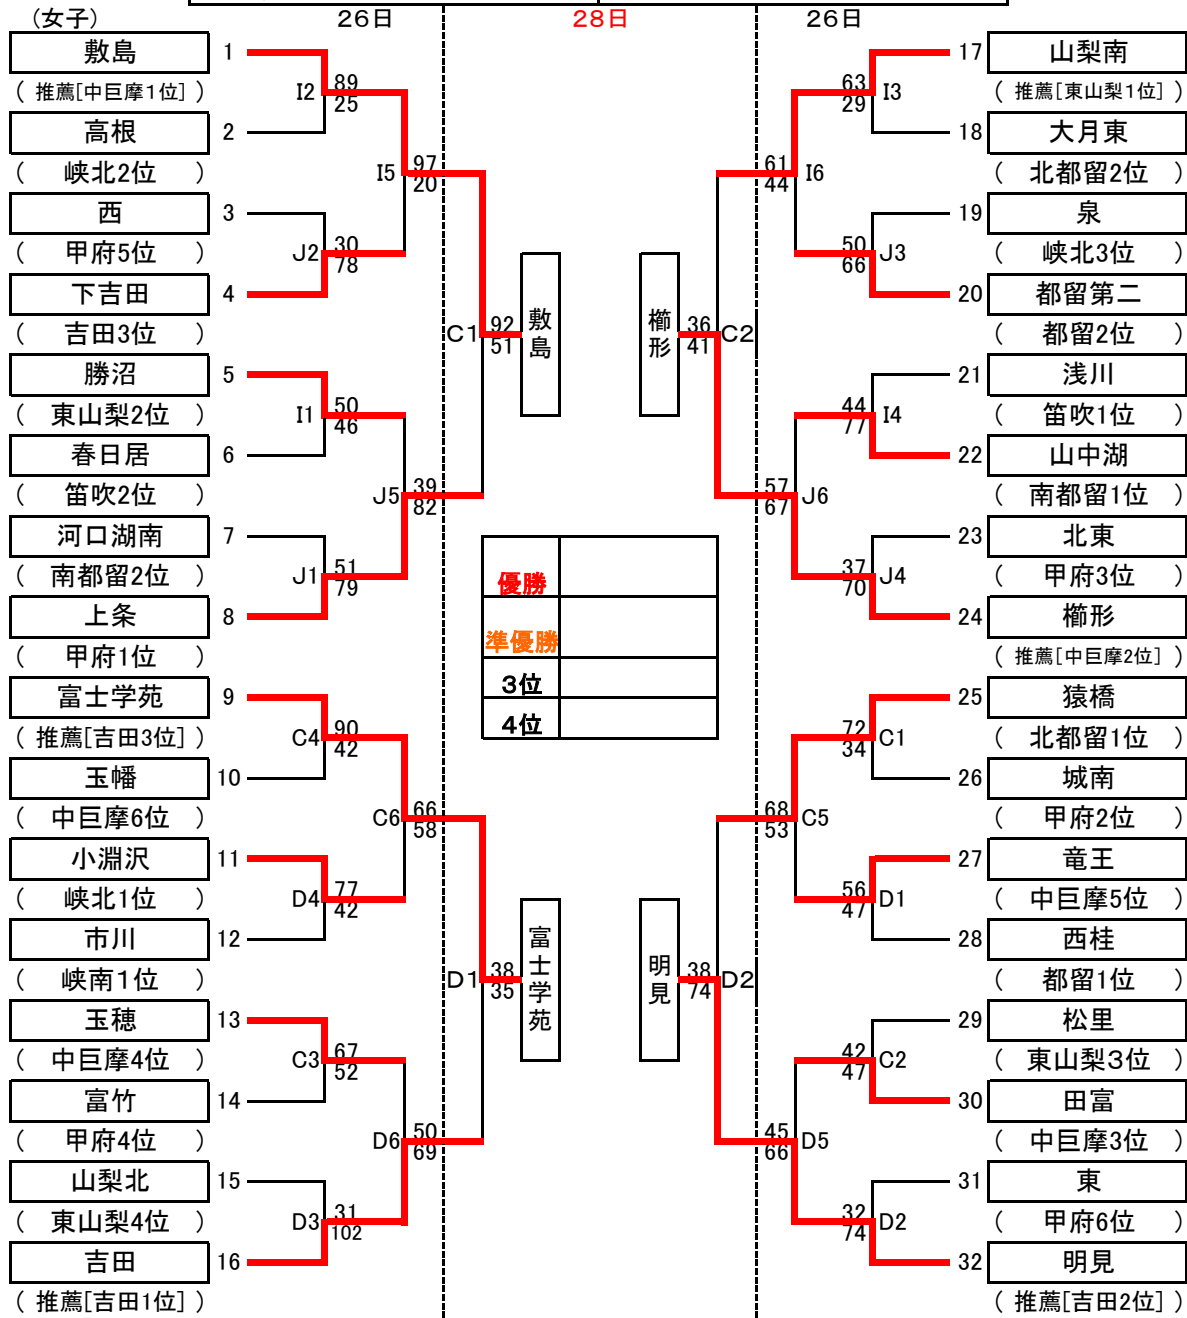 (女子)
26日
28日
26日
敷島 1
( 推薦[中巨摩1位] )
高根 2
( 峡北2位 )
西 3
( 甲府5位 )
下吉田 4
( 吉田3位 )
勝沼 5
( 東山梨2位 )
春日居 6
( 笛吹2位 )
河口湖南 7
( 南都留2位 )
上条 8
( 甲府1位 )
富士学苑 9
( 推薦[吉田3位] )
玉幡 10
( 中巨摩6位 )
小淵沢 11
( 峡北1位 )
市川 12
( 峡南1位 )
玉穂 13
( 中巨摩4位 )
富竹 14
( 甲府4位 )
山梨北 15
( 東山梨4位 )
吉田 16
( 推薦[吉田1位] )
I2 89
25
J2 30
78
I1 50
46
J1 51
79
C4 90
42
D4 77
42
C3 67
52
D3 31
102
I5 97
20
J5 39
82
C6 66
58
D6 50
69
C1 92
51
敷島
D1 38
35
富士学苑
優勝
準優勝
3位
4位
櫛形
36 C2
41
明見
38 D2
74
61 I6
44
57 J6
67
68 C5
53
45 D5
66
63 I3
29
50 J3
66
44 I4
77
37 J4
70
72 C1
34
56 D1
47
42 C2
47
32 D2
74
17 山梨南
( 推薦[東山梨1位] )
18 大月東
( 北都留2位 )
19 泉
( 峡北3位 )
20 都留第二
( 都留2位 )
21 浅川
( 笛吹1位 )
22 山中湖
( 南都留1位 )
23 北東
( 甲府3位 )
24 櫛形
( 推薦[中巨摩2位] )
25 猿橋
( 北都留1位 )
26 城南
( 甲府2位 )
27 竜王
( 中巨摩5位 )
28 西桂
( 都留1位 )
29 松里
( 東山梨3位 )
30 田富
( 中巨摩3位 )
31 東
( 甲府6位 )
32 明見
( 推薦[吉田2位] )